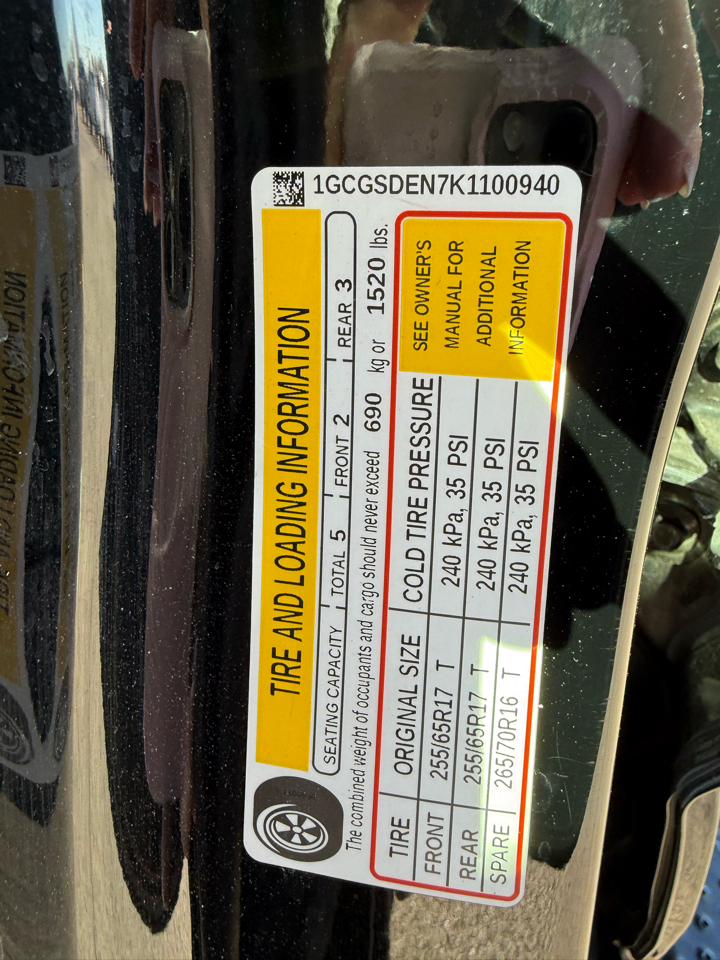 1GCGSDEN7K1100940
TIRE AND LOADING INFORMATION
SEATING CAPACITY TOTAL 5 FRONT 2 REAR 3
The combined weight of occupants and cargo should never exceed 690 kg or 1520 lbs.
TIRE ORIGINAL SIZE COLD TIRE PRESSURE
FRONT 255/65R17 T 240 kPa, 35 PSI
REAR 255/65R17 T 240 kPa, 35 PSI
SPARE 265/70R16 T 240 kPa, 35 PSI
SEE OWNER'S
MANUAL FOR
ADDITIONAL
INFORMATION